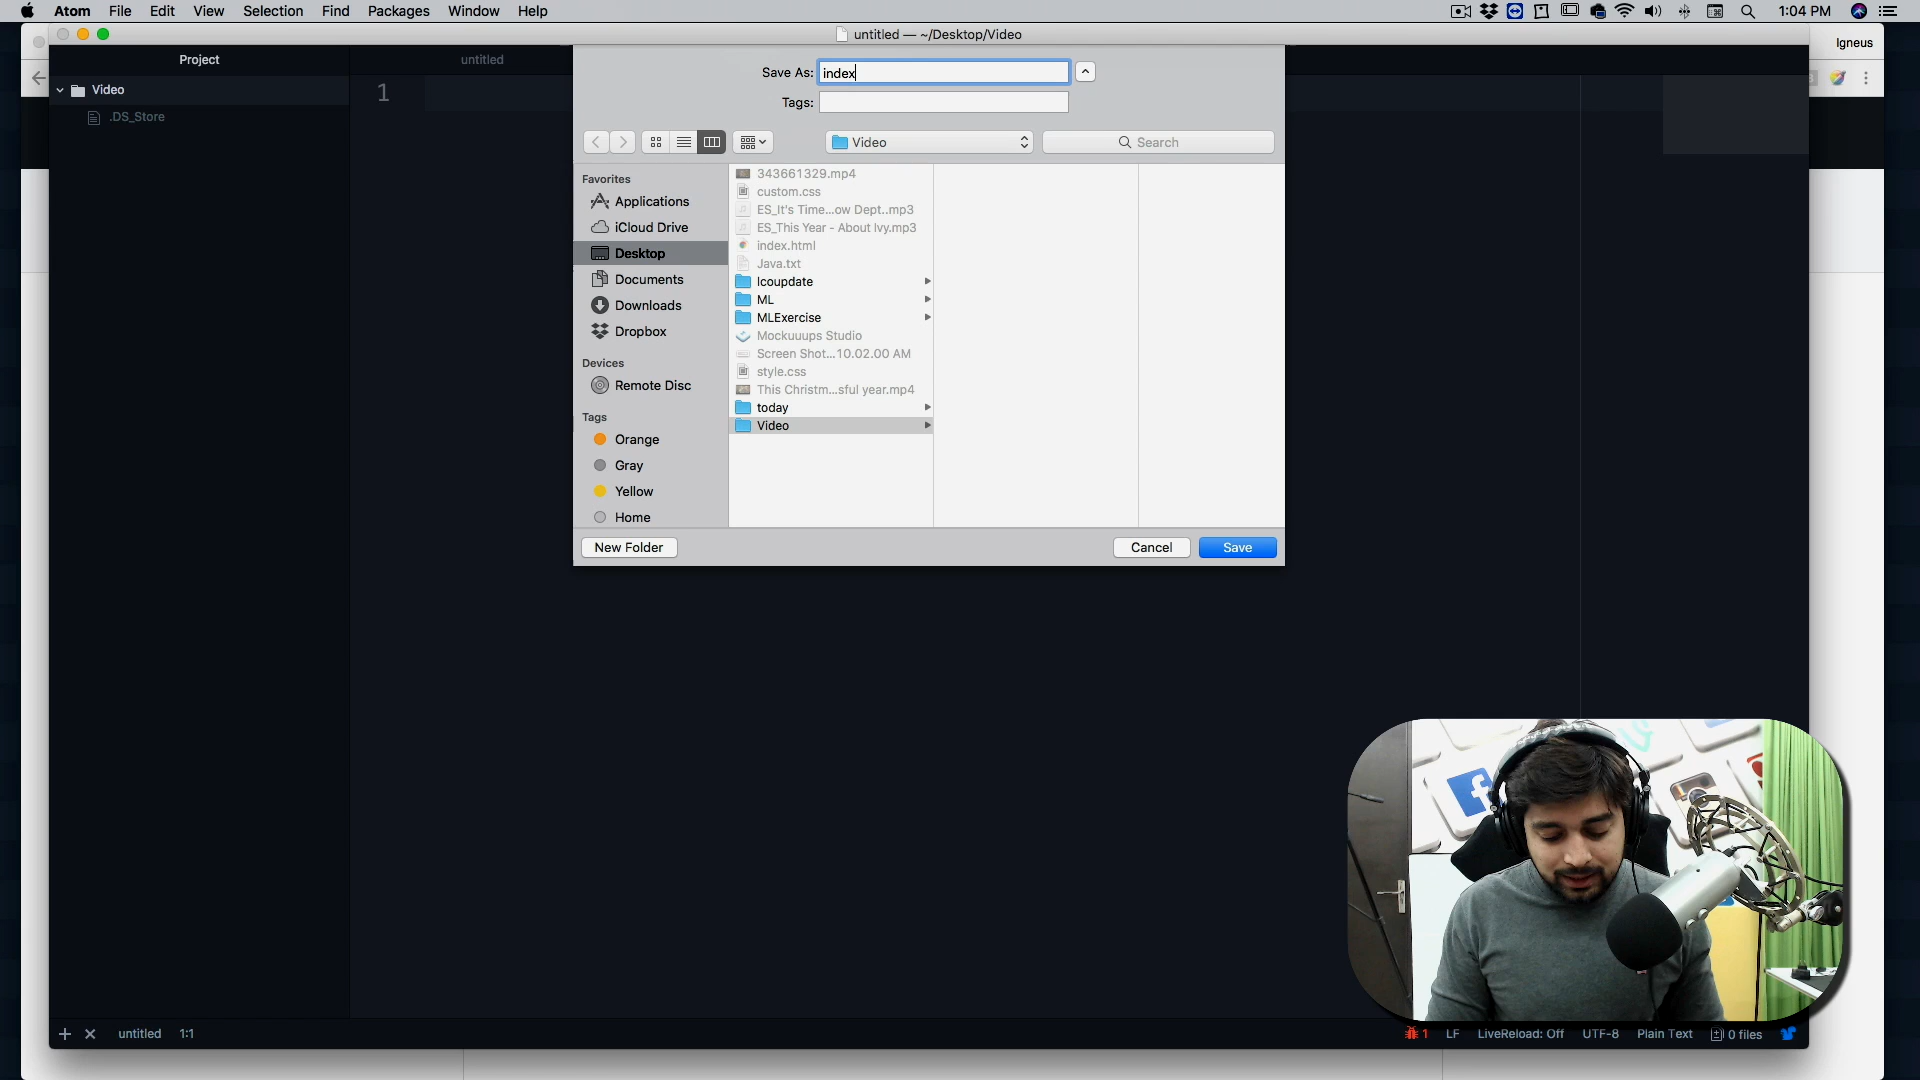 Atom File Edit View Selection Find Packages Window Help
1:04 PM
untitled — ~/Desktop/Video
Igneus
Project
untitled
Video
.DS_Store
1
Save As: index
Tags:
Video
Search
Favorites
Applications
iCloud Drive
Desktop
Documents
Downloads
Dropbox
Devices
Remote Disc
Tags
Orange
Gray
Yellow
Home
343661329.mp4
custom.css
ES_It's Time...ow Dept..mp3
ES_This Year - About Ivy.mp3
index.html
Java.txt
lcoupdate
ML
MLExercise
Mockuuups Studio
Screen Shot...10.02.00 AM
style.css
This Christm...sful year.mp4
today
Video
New Folder
Cancel
Save
untitled 1:1
1 LF LiveReload: Off UTF-8 Plain Text 0 files